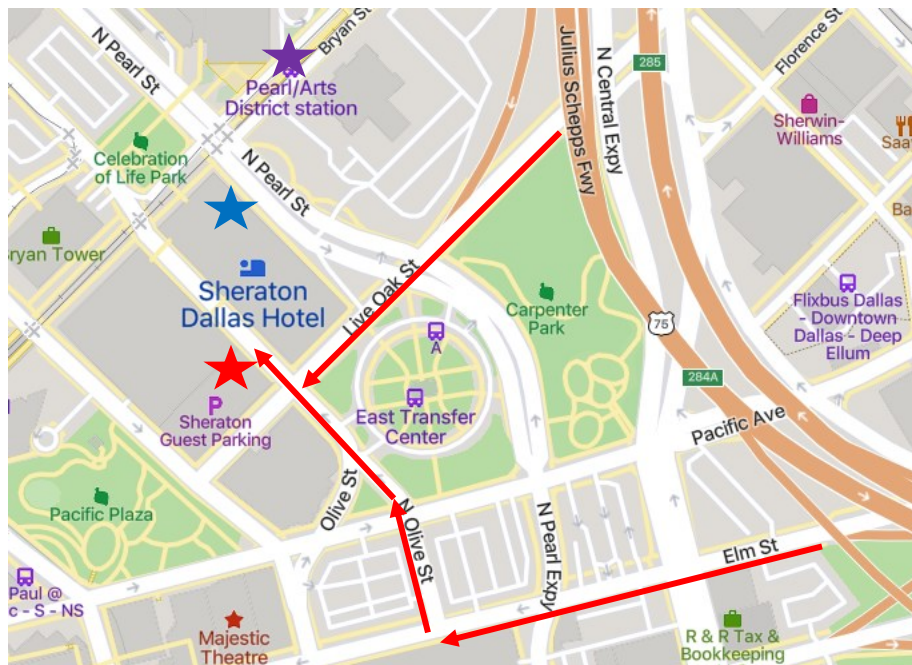 N Pearl St
Bryan St
Pearl/Arts
District station
Julius Schepps Fwy
N Central Expy
285
Florence St
Sherwin-
Williams
Celebration
of Life Park
N Pearl St
Bryan Tower
Sheraton
Dallas Hotel
Live Oak St
A
Carpenter
Park
75
Flixbus Dallas
- Downtown
Dallas - Deep
Ellum
284A
P
Sheraton
Guest Parking
East Transfer
Center
Pacific Ave
Pacific Plaza
Olive St
N Olive St
N Pearl Expy
Elm St
Paul @
c - S - NS
Majestic
Theatre
R & R Tax &
Bookkeeping